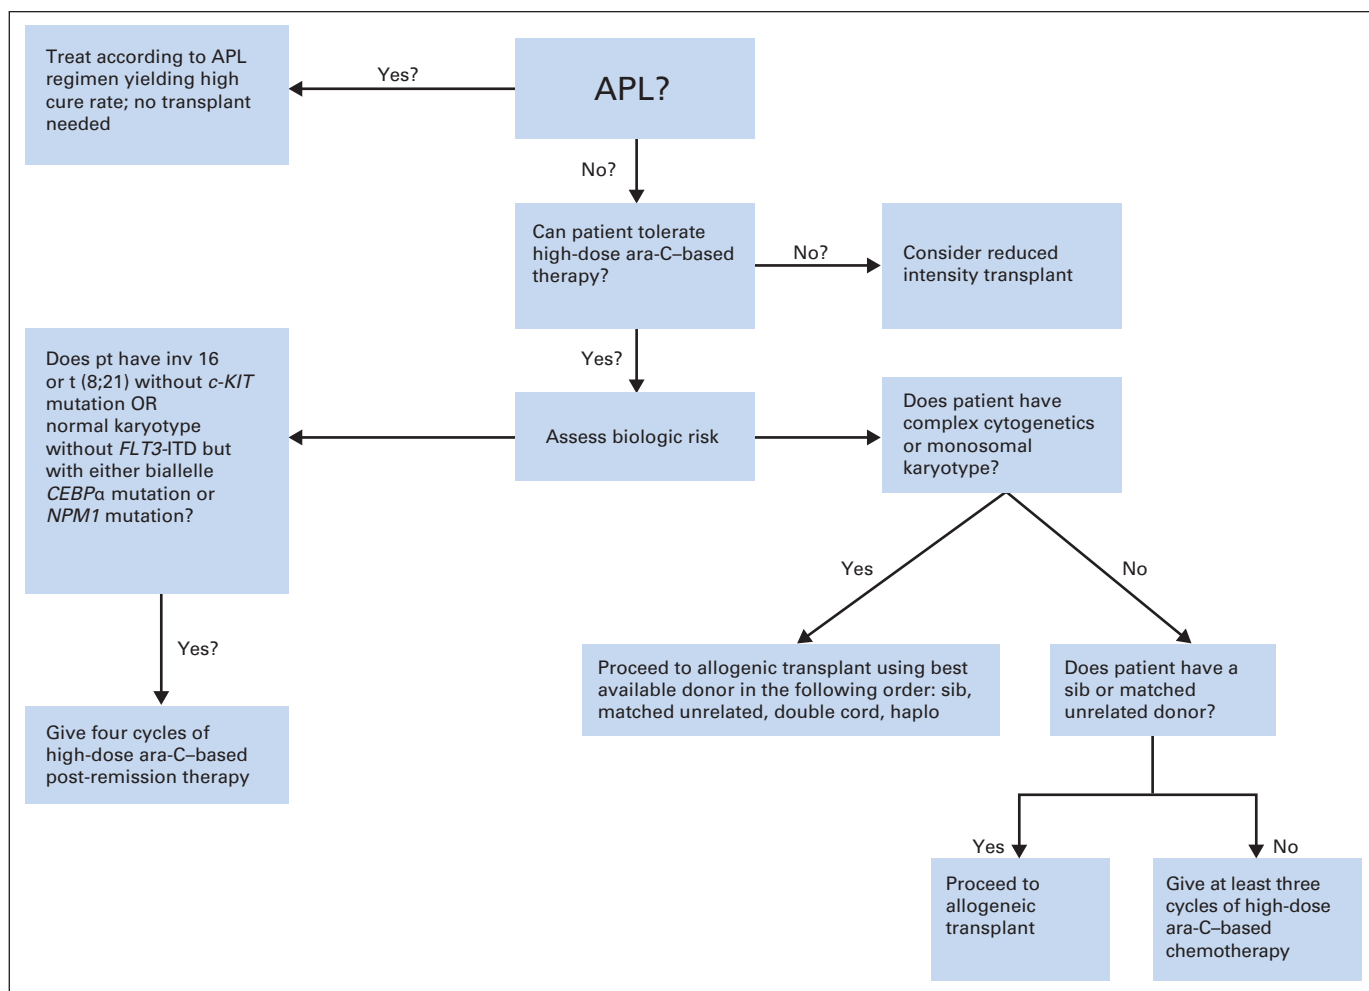 Treat according to APL
regimen yielding high
cure rate; no transplant
needed
Yes?
APL?
No?
Can patient tolerate
high-dose ara-C–based
therapy?
No?
Consider reduced
intensity transplant
Yes?
Does pt have inv 16
or t (8;21) without c-KIT
mutation OR
normal karyotype
without FLT3-ITD but
with either biallelle
CEBPα mutation or
NPM1 mutation?
Assess biologic risk
Does patient have
complex cytogenetics
or monosomal
karyotype?
Yes
No
Yes?
Proceed to allogenic transplant using best
available donor in the following order: sib,
matched unrelated, double cord, haplo
Does patient have a
sib or matched
unrelated donor?
Give four cycles of
high-dose ara-C–based
post-remission therapy
Yes
No
Proceed to
allogeneic
transplant
Give at least three
cycles of high-dose
ara-C–based
chemotherapy